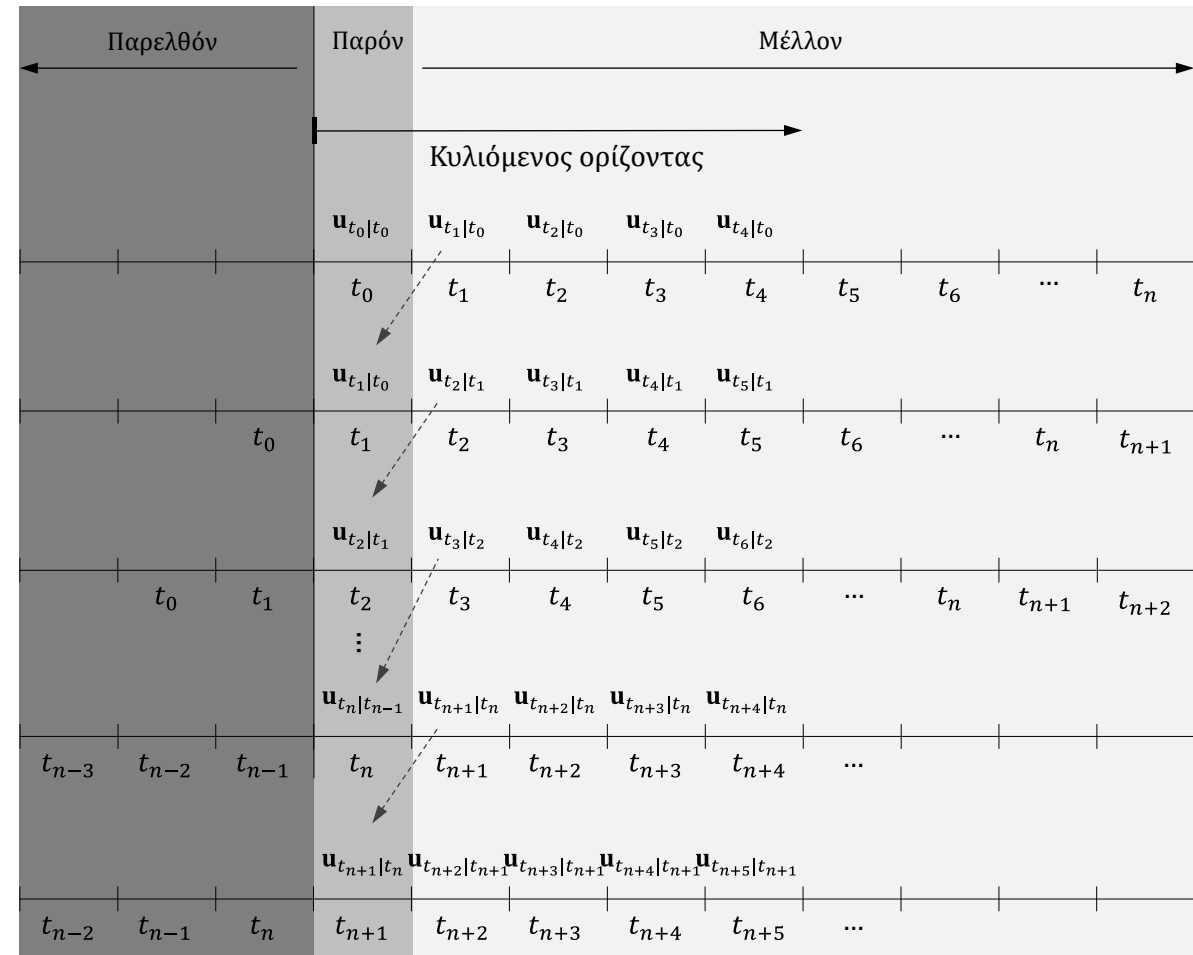 Παρελθόν Παρόν Μέλλον
Κυλιόμενος ορίζοντας
𝐮_{t_0|t_0} 𝐮_{t_1|t_0} 𝐮_{t_2|t_0} 𝐮_{t_3|t_0} 𝐮_{t_4|t_0}
t_0 t_1 t_2 t_3 t_4 t_5 t_6 ... t_n
𝐮_{t_1|t_0} 𝐮_{t_2|t_1} 𝐮_{t_3|t_1} 𝐮_{t_4|t_1} 𝐮_{t_5|t_1}
t_0 t_1 t_2 t_3 t_4 t_5 t_6 ... t_n t_{n+1}
𝐮_{t_2|t_1} 𝐮_{t_3|t_2} 𝐮_{t_4|t_2} 𝐮_{t_5|t_2} 𝐮_{t_6|t_2}
t_0 t_1 t_2 t_3 t_4 t_5 t_6 ... t_n t_{n+1} t_{n+2}
⋮
𝐮_{t_n|t_{n−1}} 𝐮_{t_{n+1}|t_n} 𝐮_{t_{n+2}|t_n} 𝐮_{t_{n+3}|t_n} 𝐮_{t_{n+4}|t_n}
t_{n−3} t_{n−2} t_{n−1} t_n t_{n+1} t_{n+2} t_{n+3} t_{n+4} ...
𝐮_{t_{n+1}|t_n} 𝐮_{t_{n+2}|t_{n+1}} 𝐮_{t_{n+3}|t_{n+1}} 𝐮_{t_{n+4}|t_{n+1}} 𝐮_{t_{n+5}|t_{n+1}}
t_{n−2} t_{n−1} t_n t_{n+1} t_{n+2} t_{n+3} t_{n+4} t_{n+5} ...